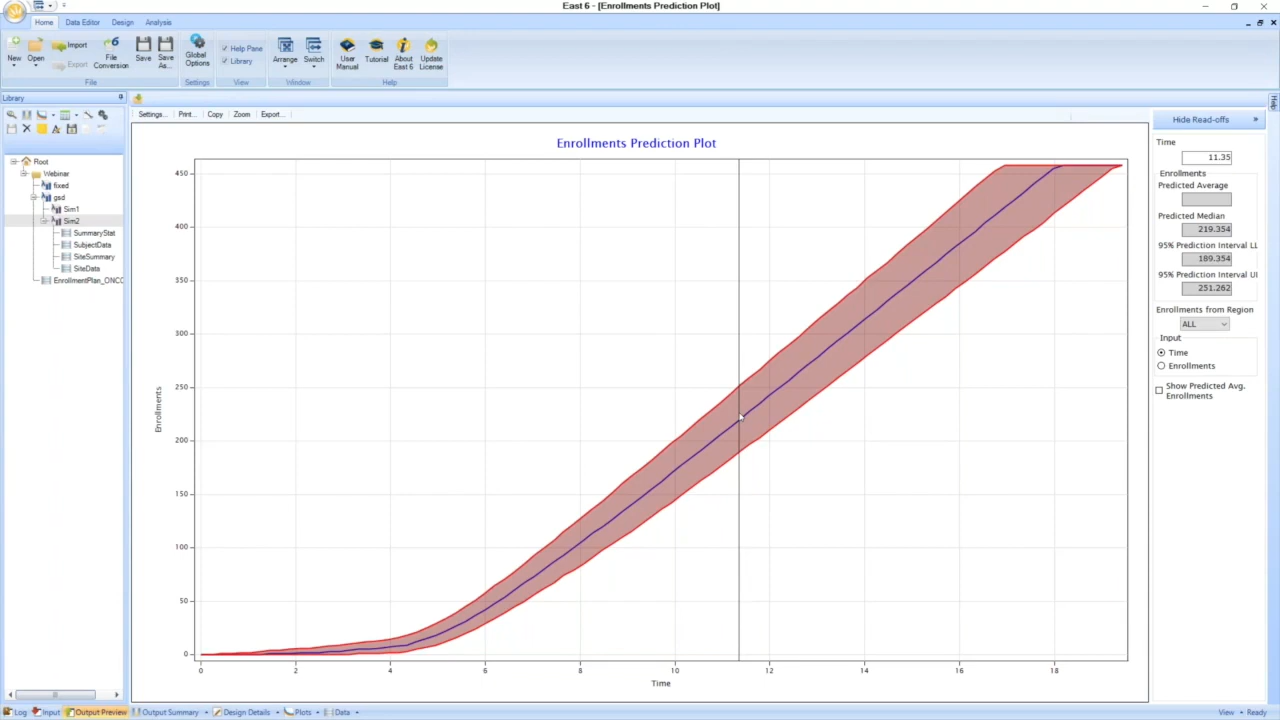 East 6 - [Enrollments Prediction Plot]
Home Data Editor Design Analysis
New Open Import Export File Conversion Save Save As... Global Options Help Pane Library Arrange Switch User Manual Tutorial About East 6 Update License
File Settings View Window Help
Library
Help
Settings... Print... Copy Zoom Export...
Hide Read-offs »
Root
Webinar
fixed
gsd
Sim1
Sim2
SummaryStat
SubjectData
SiteSummary
SiteData
EnrollmentPlan_ONCO
Enrollments Prediction Plot
450
400
350
300
250
200
150
100
50
0
Enrollments
0 2 4 6 8 10 12 14 16 18
Time
Time
11.35
Enrollments
Predicted Average
Predicted Median
219.354
95% Prediction Interval LL
189.354
95% Prediction Interval Ul
251.262
Enrollments from Region
ALL
Input
Time
Enrollments
Show Predicted Avg.
Enrollments
Log Input Output Preview Output Summary Design Details Plots Data View Ready